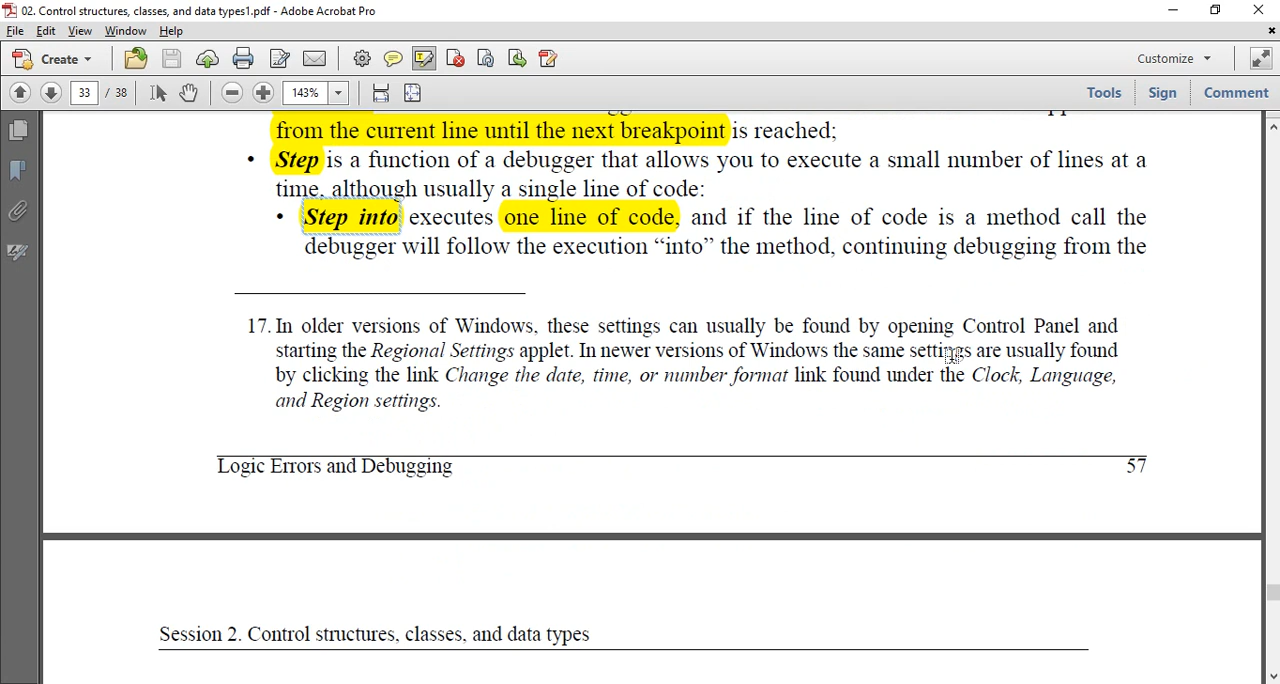 02. Control structures, classes, and data types1.pdf - Adobe Acrobat Pro
File Edit View Window Help
Create
Customize
33 / 38 143% Tools Sign Comment
from the current line until the next breakpoint is reached;
• Step is a function of a debugger that allows you to execute a small number of lines at a
time, although usually a single line of code:
• Step into executes one line of code, and if the line of code is a method call the
debugger will follow the execution “into” the method, continuing debugging from the
17. In older versions of Windows, these settings can usually be found by opening Control Panel and
starting the Regional Settings applet. In newer versions of Windows the same settings are usually found
by clicking the link Change the date, time, or number format link found under the Clock, Language,
and Region settings.
Logic Errors and Debugging 57
Session 2. Control structures, classes, and data types